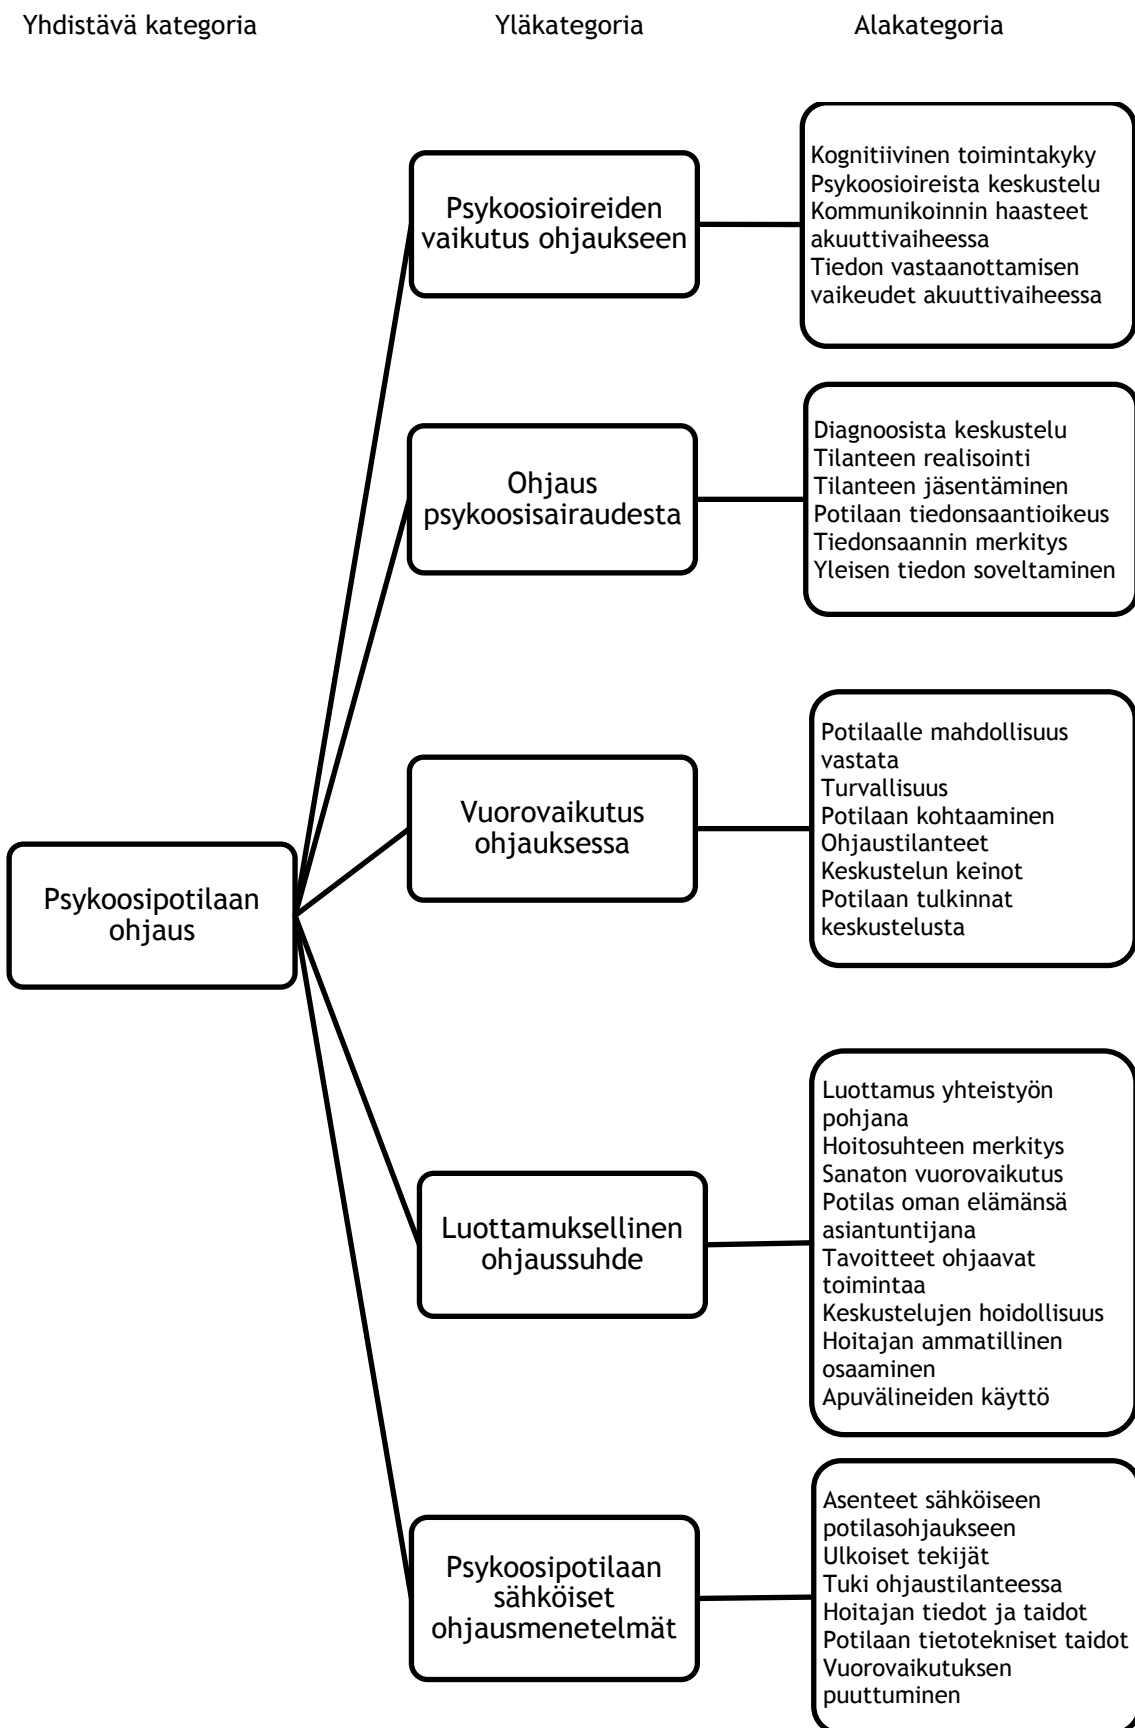 Yhdistävä kategoria
Yläkategoria
Alakategoria
Psykoosipotilaan
ohjaus
Psykoosioireiden
vaikutus ohjaukseen
Kognitiivinen toimintakyky
Psykoosioireista keskustelu
Kommunikoinnin haasteet
akuuttivaiheessa
Tiedon vastaanottamisen
vaikeudet akuuttivaiheessa
Ohjaus
psykoosisairaudesta
Diagnoosista keskustelu
Tilanteen realisointi
Tilanteen jäsentäminen
Potilaan tiedonsaantioikeus
Tiedonsaannin merkitys
Yleisen tiedon soveltaminen
Vuorovaikutus
ohjauksessa
Potilaalle mahdollisuus
vastata
Turvallisuus
Potilaan kohtaaminen
Ohjaustilanteet
Keskustelun keinot
Potilaan tulkinnat
keskustelusta
Luottamuksellinen
ohjaussuhde
Luottamus yhteistyön
pohjana
Hoitosuhteen merkitys
Sanaton vuorovaikutus
Potilas oman elämänsä
asiantuntijana
Tavoitteet ohjaavat
toimintaa
Keskustelujen hoidollisuus
Hoitajan ammatillinen
osaaminen
Apuvälineiden käyttö
Psykoosipotilaan
sähköiset
ohjausmenetelmät
Asenteet sähköiseen
potilasohjaukseen
Ulkoiset tekijät
Tuki ohjaustilanteessa
Hoitajan tiedot ja taidot
Potilaan tietotekniset taidot
Vuorovaikutuksen
puuttuminen